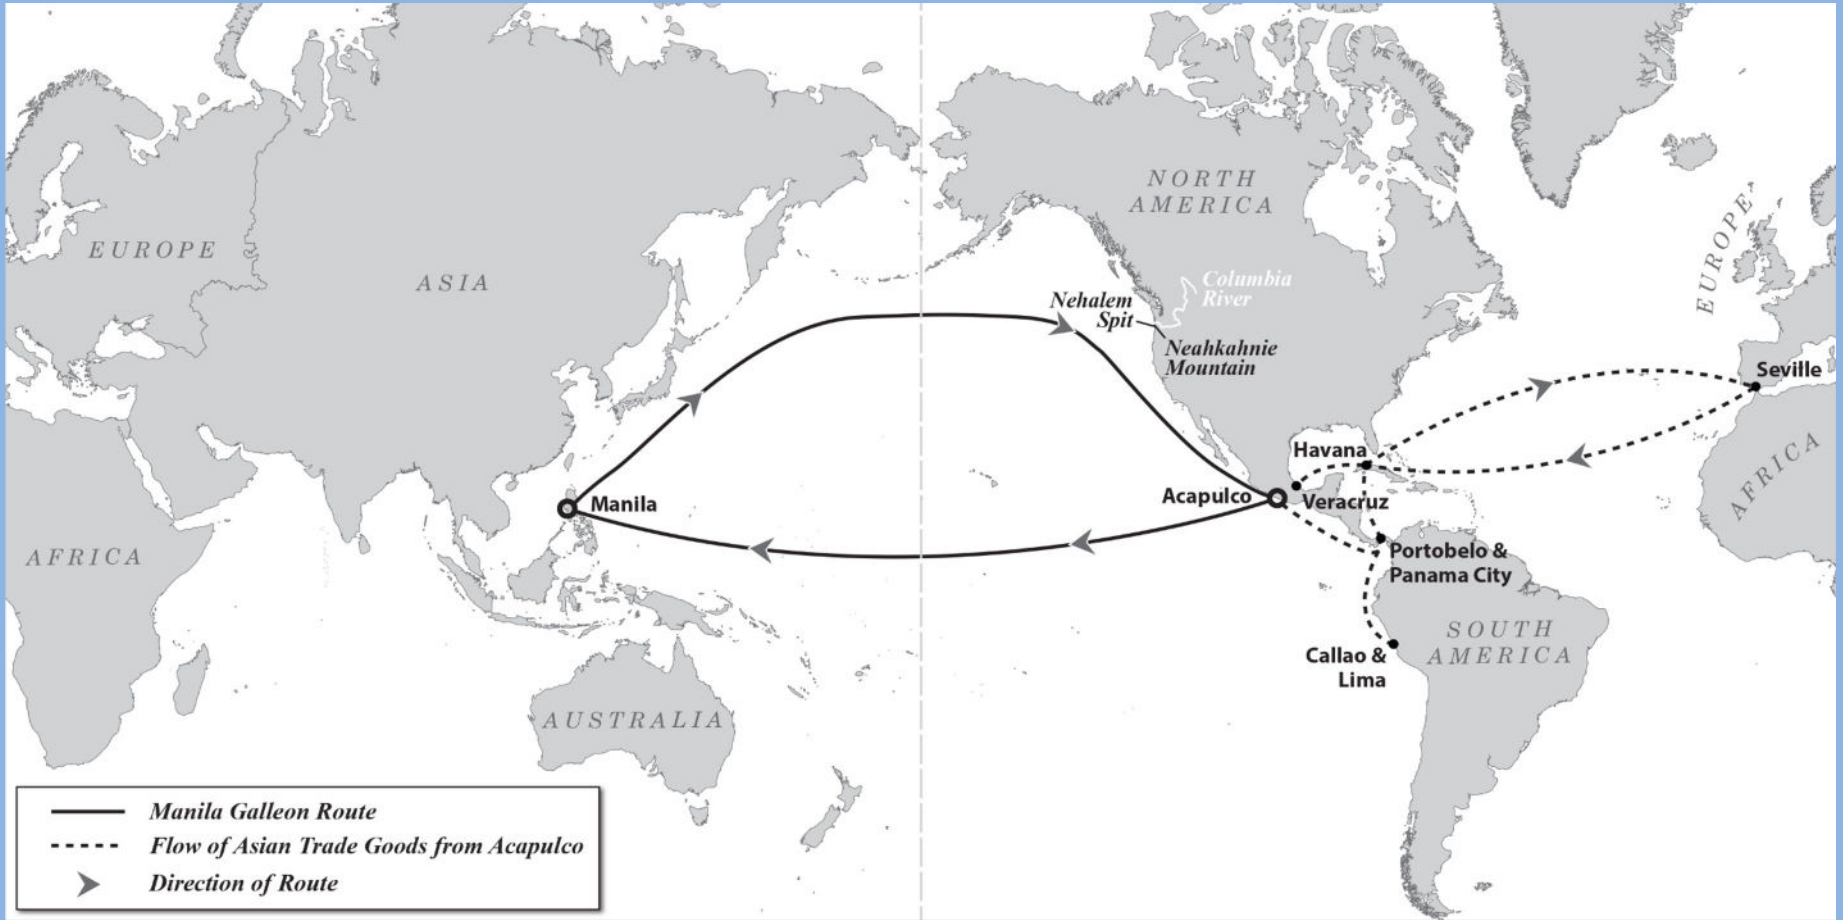 NORTH
AMERICA
EUROPE
EUROPE
ASIA
Columbia
River
Nehalem
Spit
Neahkahnie
Mountain
Seville
Havana
Acapulco
Veracruz
Manila
AFRICA
AFRICA
Portobelo &
Panama City
SOUTH
AMERICA
Callao &
Lima
AUSTRALIA
Manila Galleon Route
Flow of Asian Trade Goods from Acapulco
Direction of Route